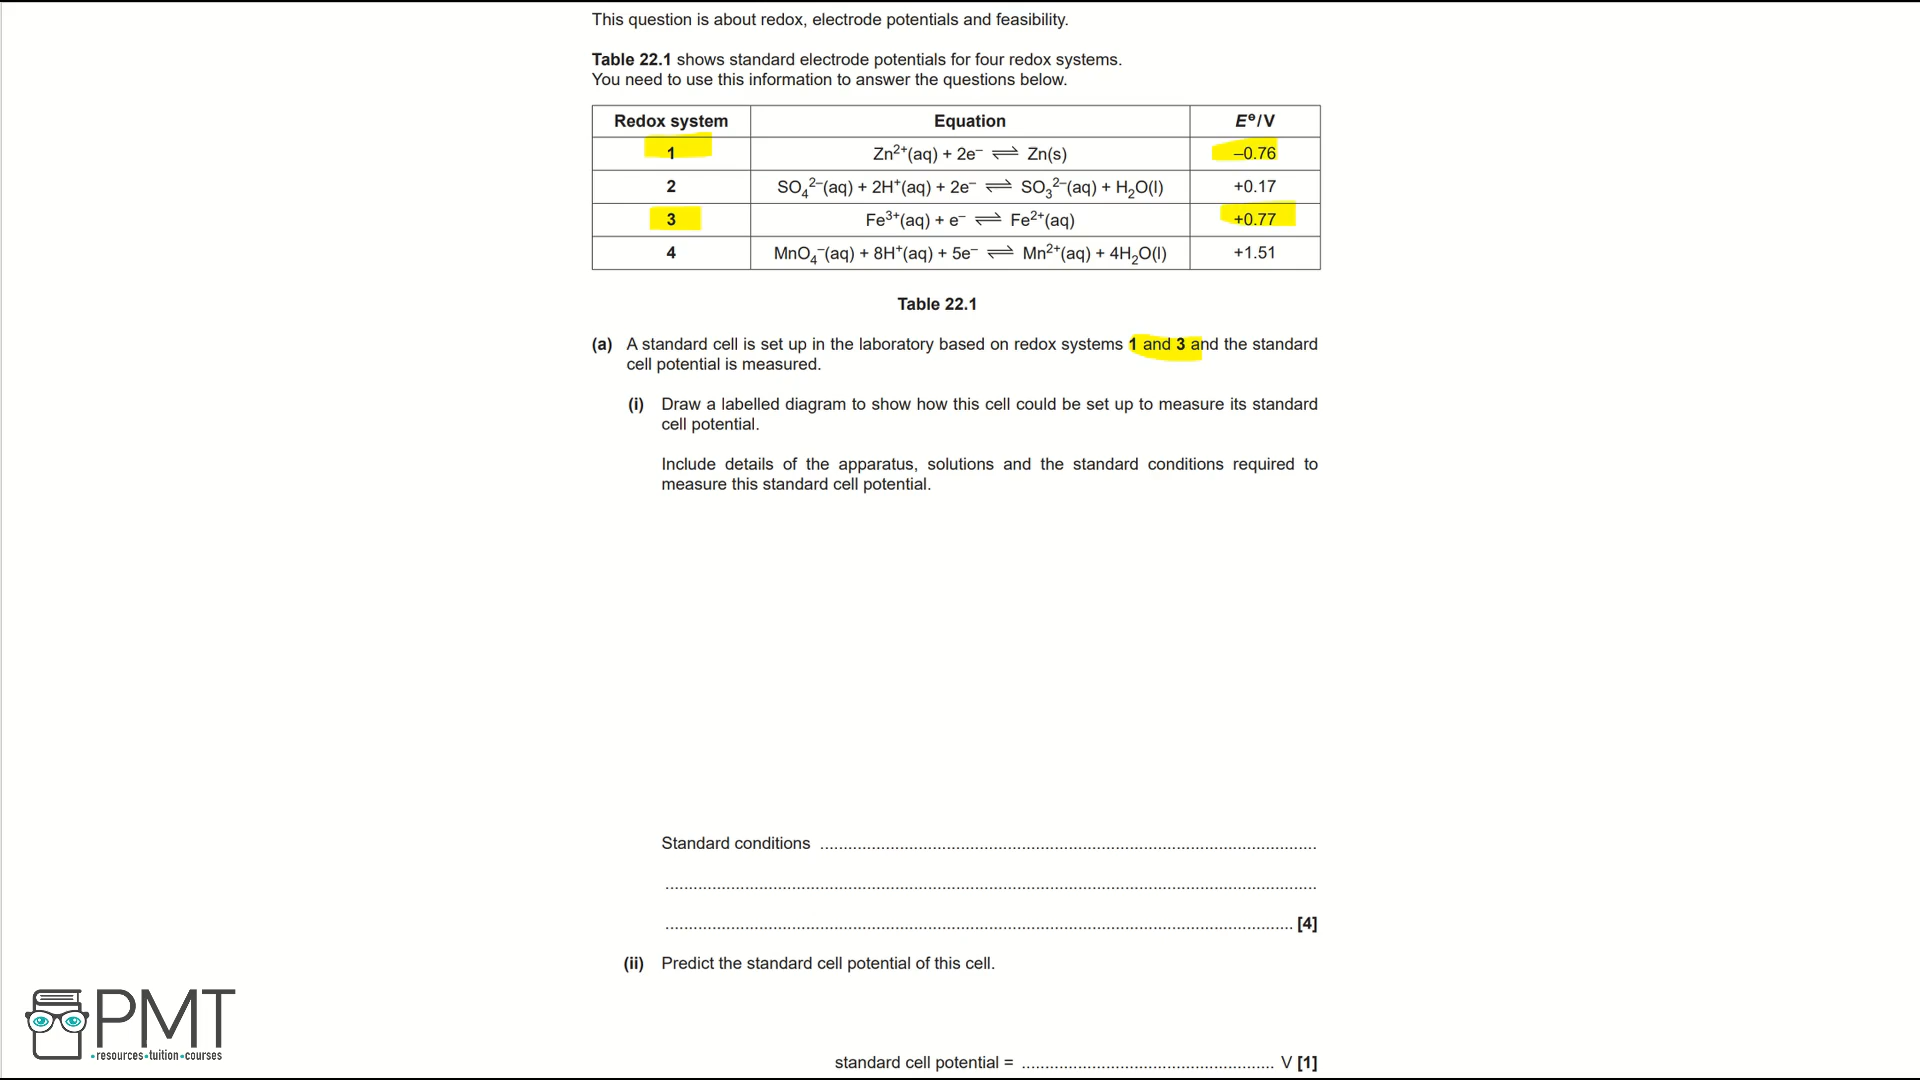 This question is about redox, electrode potentials and feasibility.
Table 22.1 shows standard electrode potentials for four redox systems.
You need to use this information to answer the questions below.
Redox system Equation E⦵/V
1 Zn²⁺(aq) + 2e⁻ ⇌ Zn(s) –0.76
2 SO₄²⁻(aq) + 2H⁺(aq) + 2e⁻ ⇌ SO₃²⁻(aq) + H₂O(l) +0.17
3 Fe³⁺(aq) + e⁻ ⇌ Fe²⁺(aq) +0.77
4 MnO₄⁻(aq) + 8H⁺(aq) + 5e⁻ ⇌ Mn²⁺(aq) + 4H₂O(l) +1.51
Table 22.1
(a) A standard cell is set up in the laboratory based on redox systems 1 and 3 and the standard
cell potential is measured.
(i) Draw a labelled diagram to show how this cell could be set up to measure its standard
cell potential.
Include details of the apparatus, solutions and the standard conditions required to
measure this standard cell potential.
Standard conditions ..........................................................................................................
............................................................................................................................................
...................................................................................................................................... [4]
(ii) Predict the standard cell potential of this cell.
standard cell potential = ...................................................... V [1]
PMT
•resources•tuition•courses